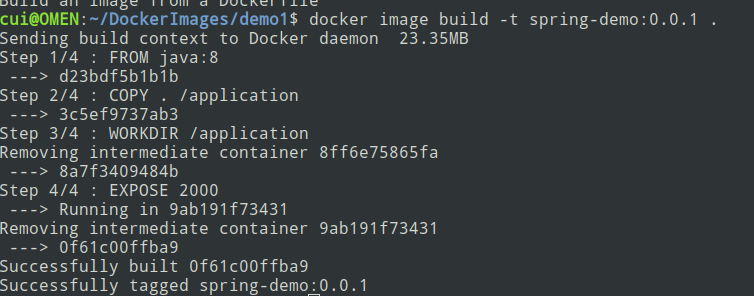 Build an image from a Dockerfile
cui@OMEN:~/DockerImages/demo1$ docker image build -t spring-demo:0.0.1 .
Sending build context to Docker daemon  23.35MB
Step 1/4 : FROM java:8
 ---> d23bdf5b1b1b
Step 2/4 : COPY . /application
 ---> 3c5ef9737ab3
Step 3/4 : WORKDIR /application
Removing intermediate container 8ff6e75865fa
 ---> 8a7f3409484b
Step 4/4 : EXPOSE 2000
 ---> Running in 9ab191f73431
Removing intermediate container 9ab191f73431
 ---> 0f61c00ffba9
Successfully built 0f61c00ffba9
Successfully tagged spring-demo:0.0.1